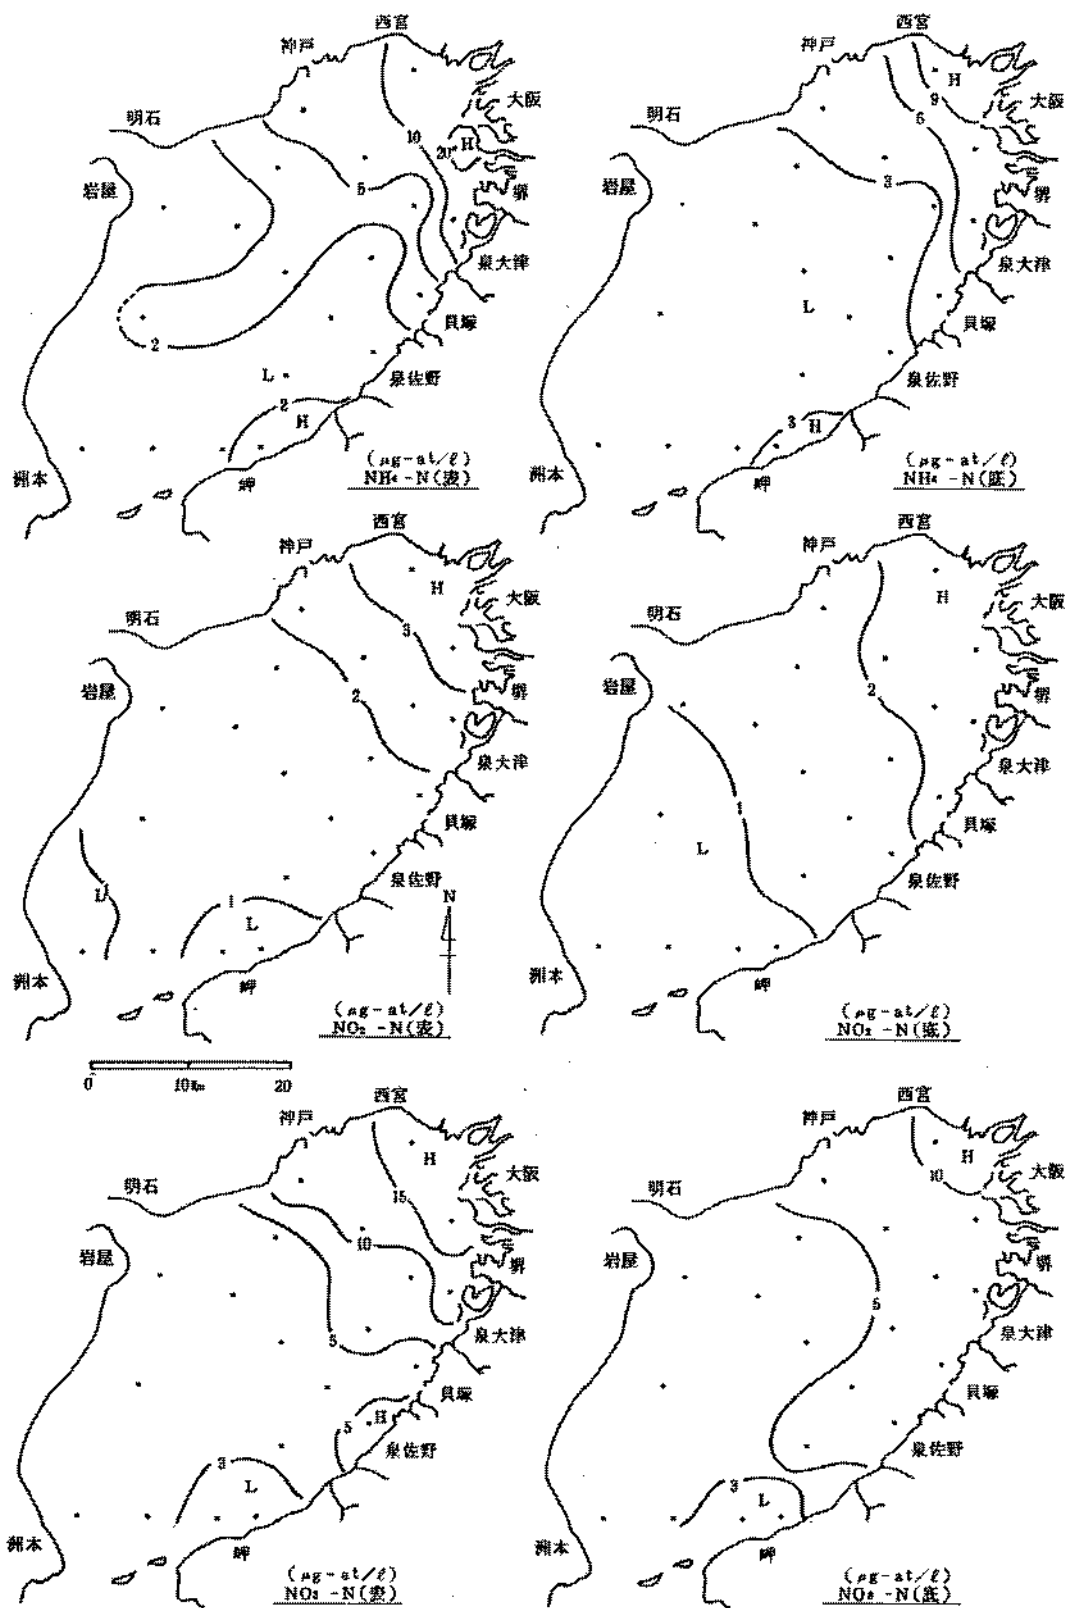 西宮
神戸
大阪
明石
10
20
H
5
岩屋
堺
泉大津
2
貝塚
L
泉佐野
2
H
(μg-at/ℓ)
NH₄-N(表)
洲本
岬
西宮
神戸
H
大阪
明石
9
6
3
岩屋
堺
泉大津
L
貝塚
泉佐野
3
H
(μg-at/ℓ)
NH₄-N(底)
洲本
岬
西宮
神戸
H
大阪
明石
3
岩屋
堺
2
泉大津
貝塚
泉佐野
N
1
L
洲本
岬
(μg-at/ℓ)
NO₂-N(表)
0 10Km 20
西宮
神戸
H
大阪
明石
岩屋
堺
2
泉大津
1
貝塚
L
泉佐野
洲本
岬
(μg-at/ℓ)
NO₂-N(底)
西宮
神戸
H
大阪
明石
15
10
岩屋
堺
5
泉大津
貝塚
5
H
泉佐野
3
L
洲本
岬
(μg-at/ℓ)
NO₃-N(表)
西宮
神戸
H
大阪
10
明石
岩屋
堺
5
泉大津
貝塚
泉佐野
3
L
洲本
岬
(μg-at/ℓ)
NO₃-N(底)